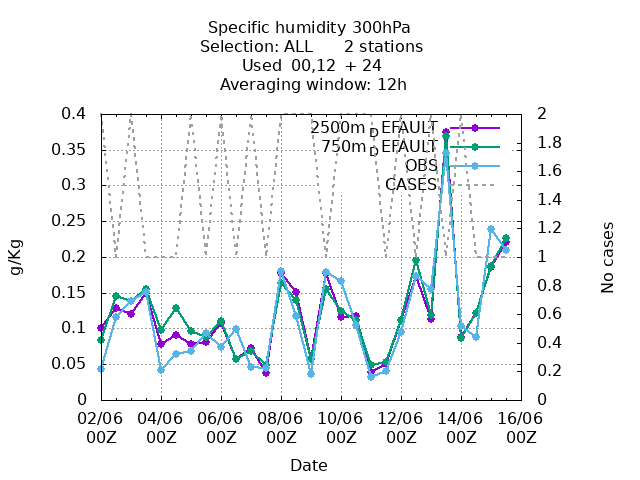 Specific humidity 300hPa
Selection: ALL 2 stations
Used 00,12 + 24
Averaging window: 12h
0.4
0.35
0.3
0.25
0.2
0.15
0.1
0.05
0
g/Kg
2500m DEFAULT
750m DEFAULT
OBS
CASES
2
1.8
1.6
1.4
1.2
1
0.8
0.6
0.4
0.2
0
No cases
02/06 04/06 06/06 08/06 10/06 12/06 14/06 16/06
00Z 00Z 00Z 00Z 00Z 00Z 00Z 00Z
Date